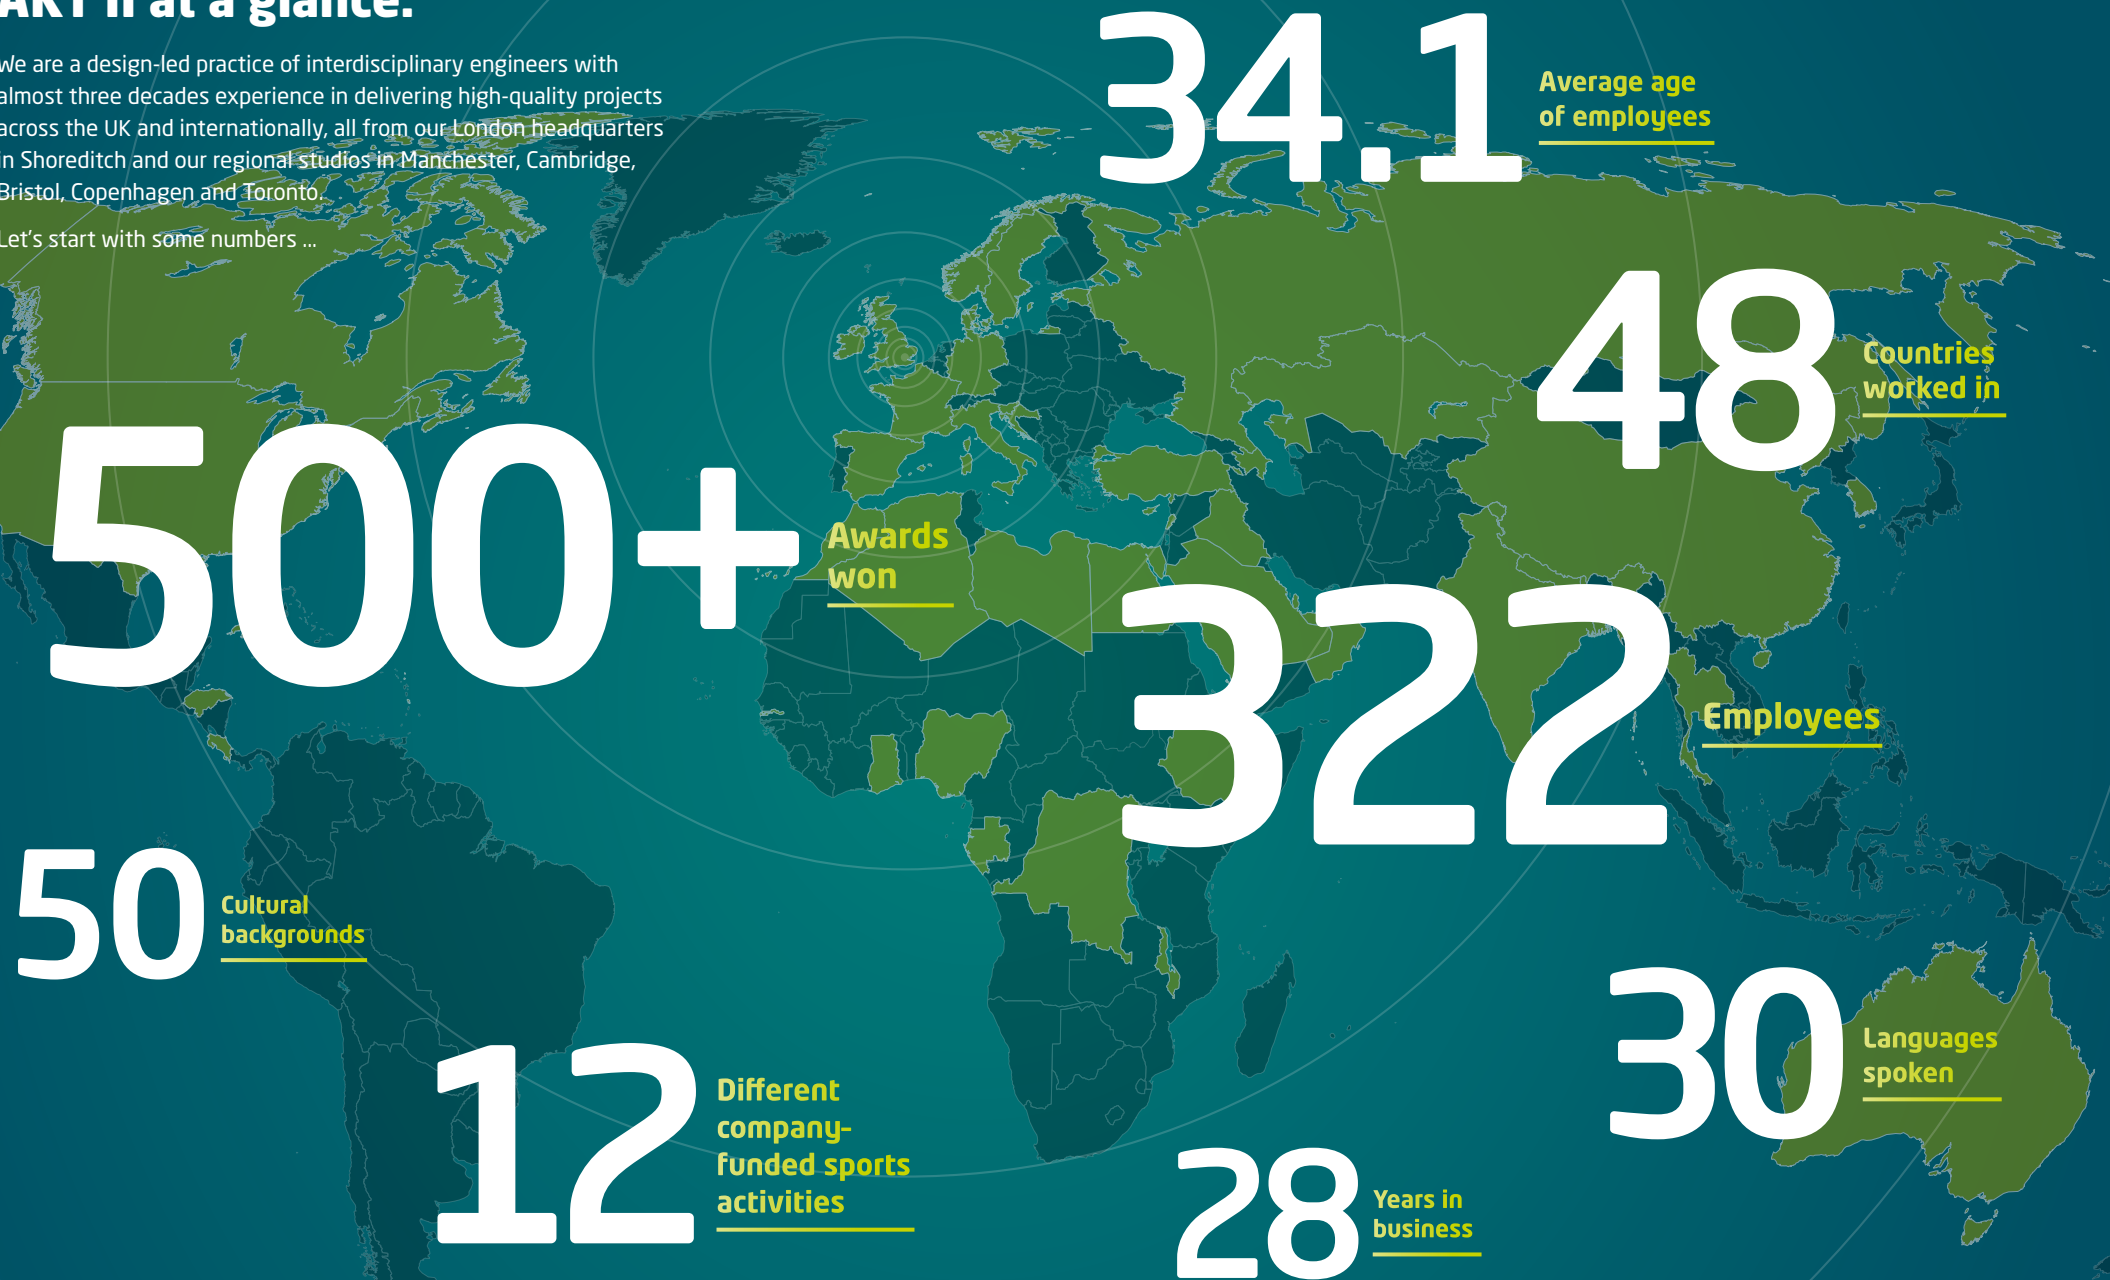 AKT II at a glance.
We are a design-led practice of interdisciplinary engineers with
almost three decades experience in delivering high-quality projects
across the UK and internationally, all from our London headquarters
in Shoreditch and our regional studios in Manchester, Cambridge,
Bristol, Copenhagen and Toronto.
Let's start with some numbers ...
34.1
Average age
of employees
48
Countries
worked in
500+
Awards
won
322
Employees
50
Cultural
backgrounds
30
Languages
spoken
12
Different
company-
funded sports
activities
28
Years in
business